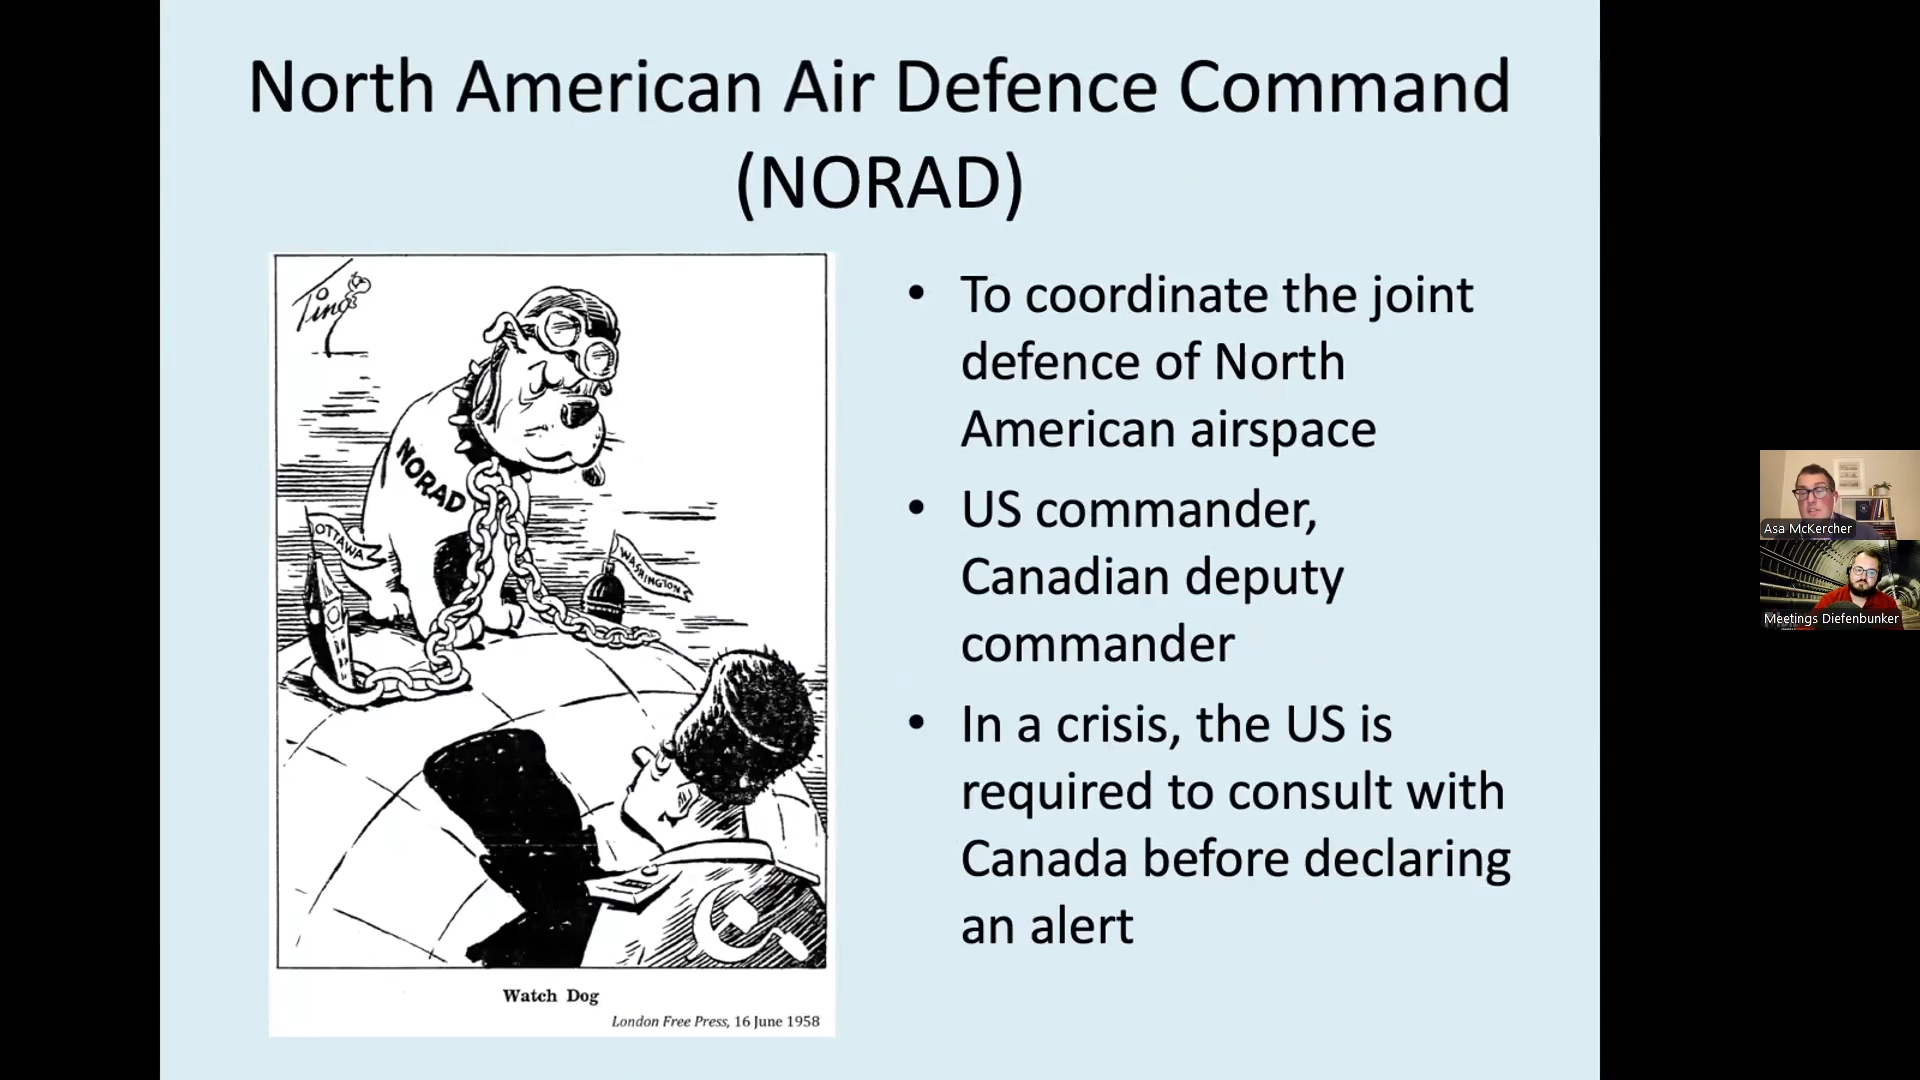 North American Air Defence Command
(NORAD)
Ting
NORAD
OTTAWA
WASHINGTON
Watch Dog
London Free Press, 16 June 1958
• To coordinate the joint
defence of North
American airspace
• US commander,
Canadian deputy
commander
• In a crisis, the US is
required to consult with
Canada before declaring
an alert
Asa McKercher
Meetings Diefenbunker